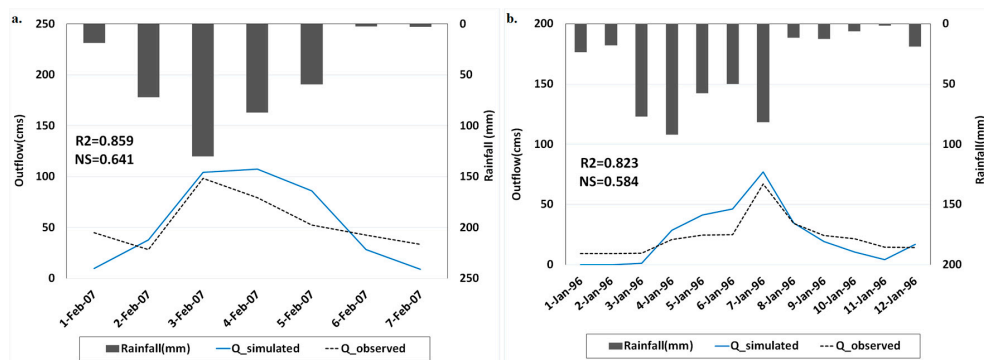 a.
250
200
150
100
50
0
Outflow(cms)
0
50
100
150
200
250
Rainfall (mm)
R2=0.859
NS=0.641
1-Feb-07
2-Feb-07
3-Feb-07
4-Feb-07
5-Feb-07
6-Feb-07
7-Feb-07
Rainfall(mm) Q_simulated Q_observed
b.
200
150
100
50
0
Outflow(cms)
0
50
100
150
200
Rainfall(mm)
R2=0.823
NS=0.584
1-Jan-96
2-Jan-96
3-Jan-96
4-Jan-96
5-Jan-96
6-Jan-96
7-Jan-96
8-Jan-96
9-Jan-96
10-Jan-96
11-Jan-96
12-Jan-96
Rainfall(mm) Q_simulated Q_observed